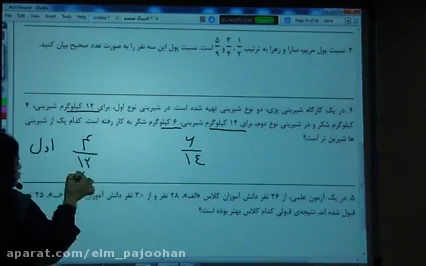 ۳. نسبت پول مریم، سارا و زهرا به ترتیب ۱/۲، ۳/۴ و ۵/۹ است. نسبت پول این سه نفر را به صورت عدد صحیح بیان کنید.
۴. در یک کارگاه شیرینی پزی، دو نوع شیرینی تهیه شده است. در شیرینی نوع اول، برای ۱۲ کیلوگرم شیرینی، ۴
کیلوگرم شکر و در شیرینی نوع دوم، برای ۱۴ کیلوگرم شیرینی، ۶ کیلوگرم شکر به کار رفته است. کدام یک از شیرینی
ها شیرین تر است؟
اول ۴/۱۲ ۶/۱۴
۵. در یک آزمون علمی، از ۳۶ نفر دانش آموزان کلاس «الف»، ۲۸ نفر و از ۳۰ نفر دانش آموزان
قبول شده اند. نتیجه‌ی قبولی کدام کلاس بهتر بوده است؟
aparat.com/elm_pajoohan